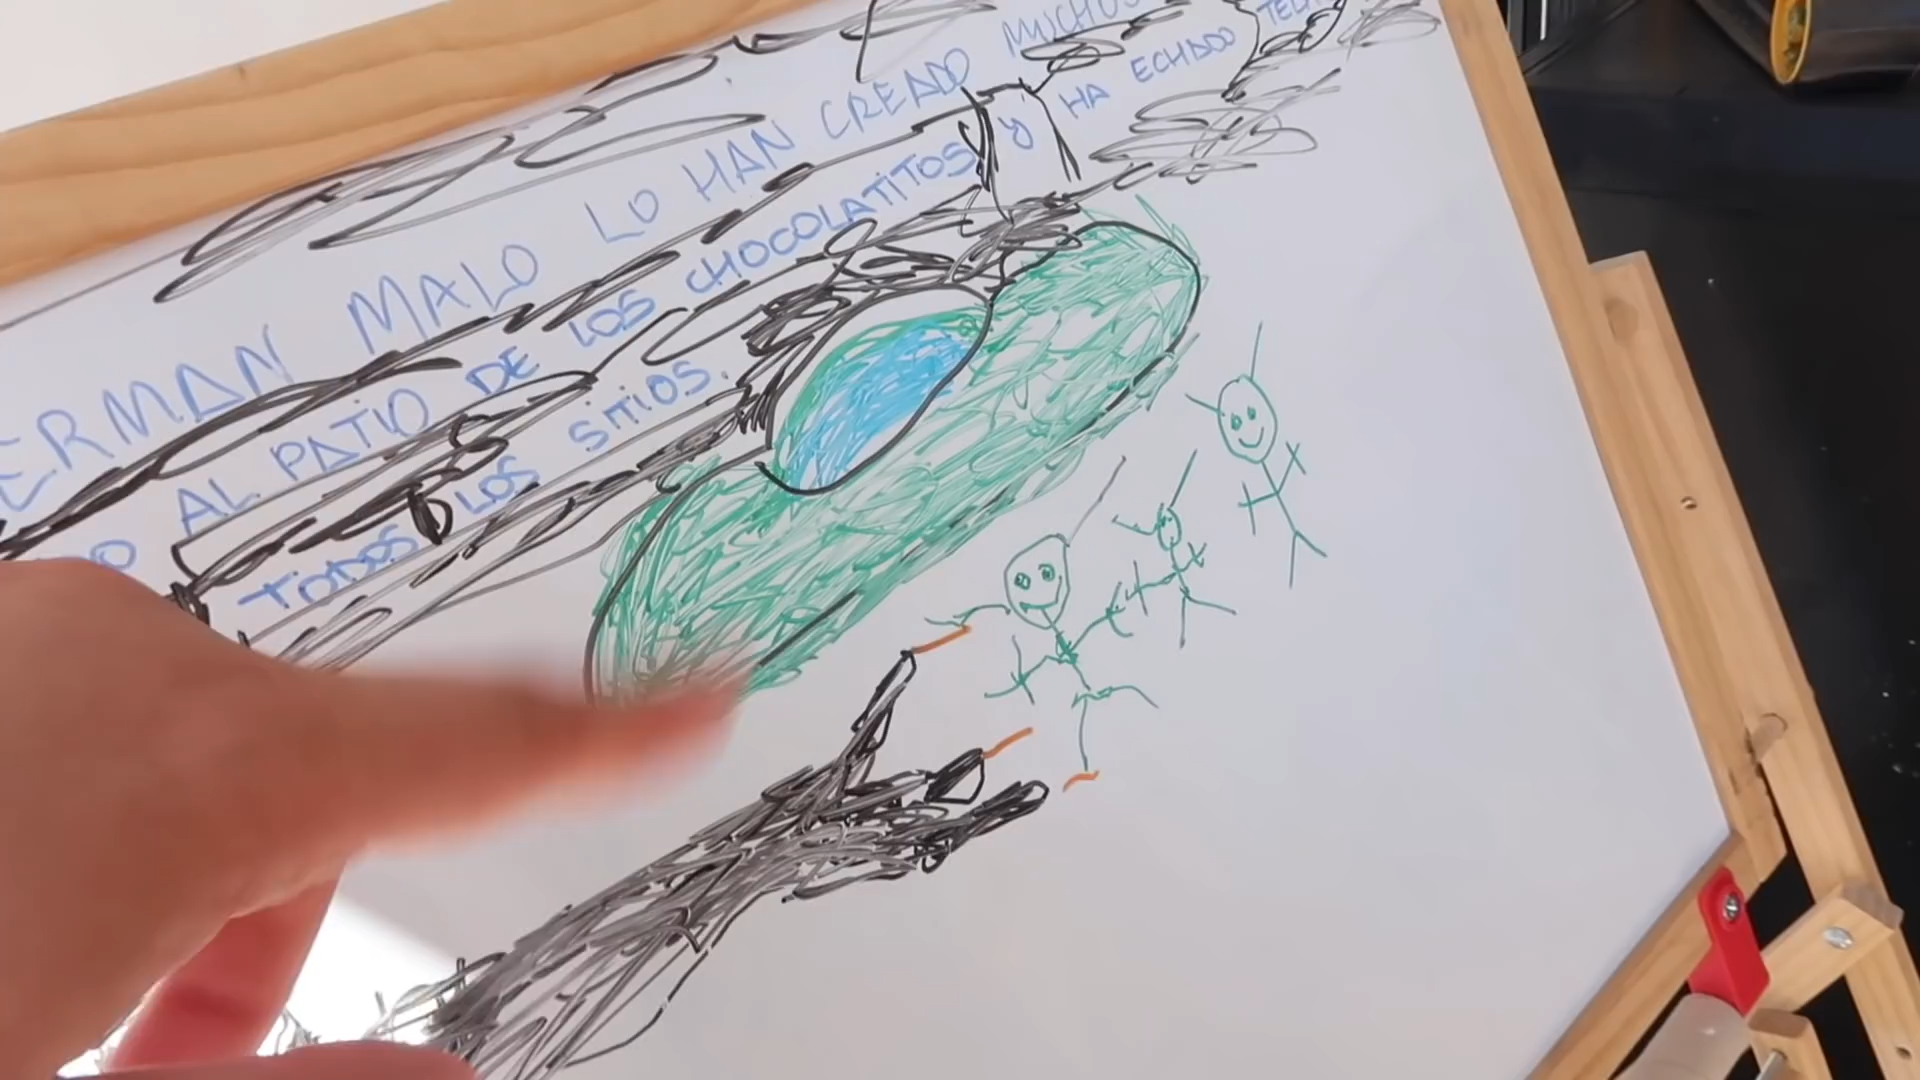 ERMAN MALO LO HAN CREADO MUCHOS
AL PATIO DE LOS CHOCOLATITOS Y HA ECHADO
TODOS LOS SITIOS.